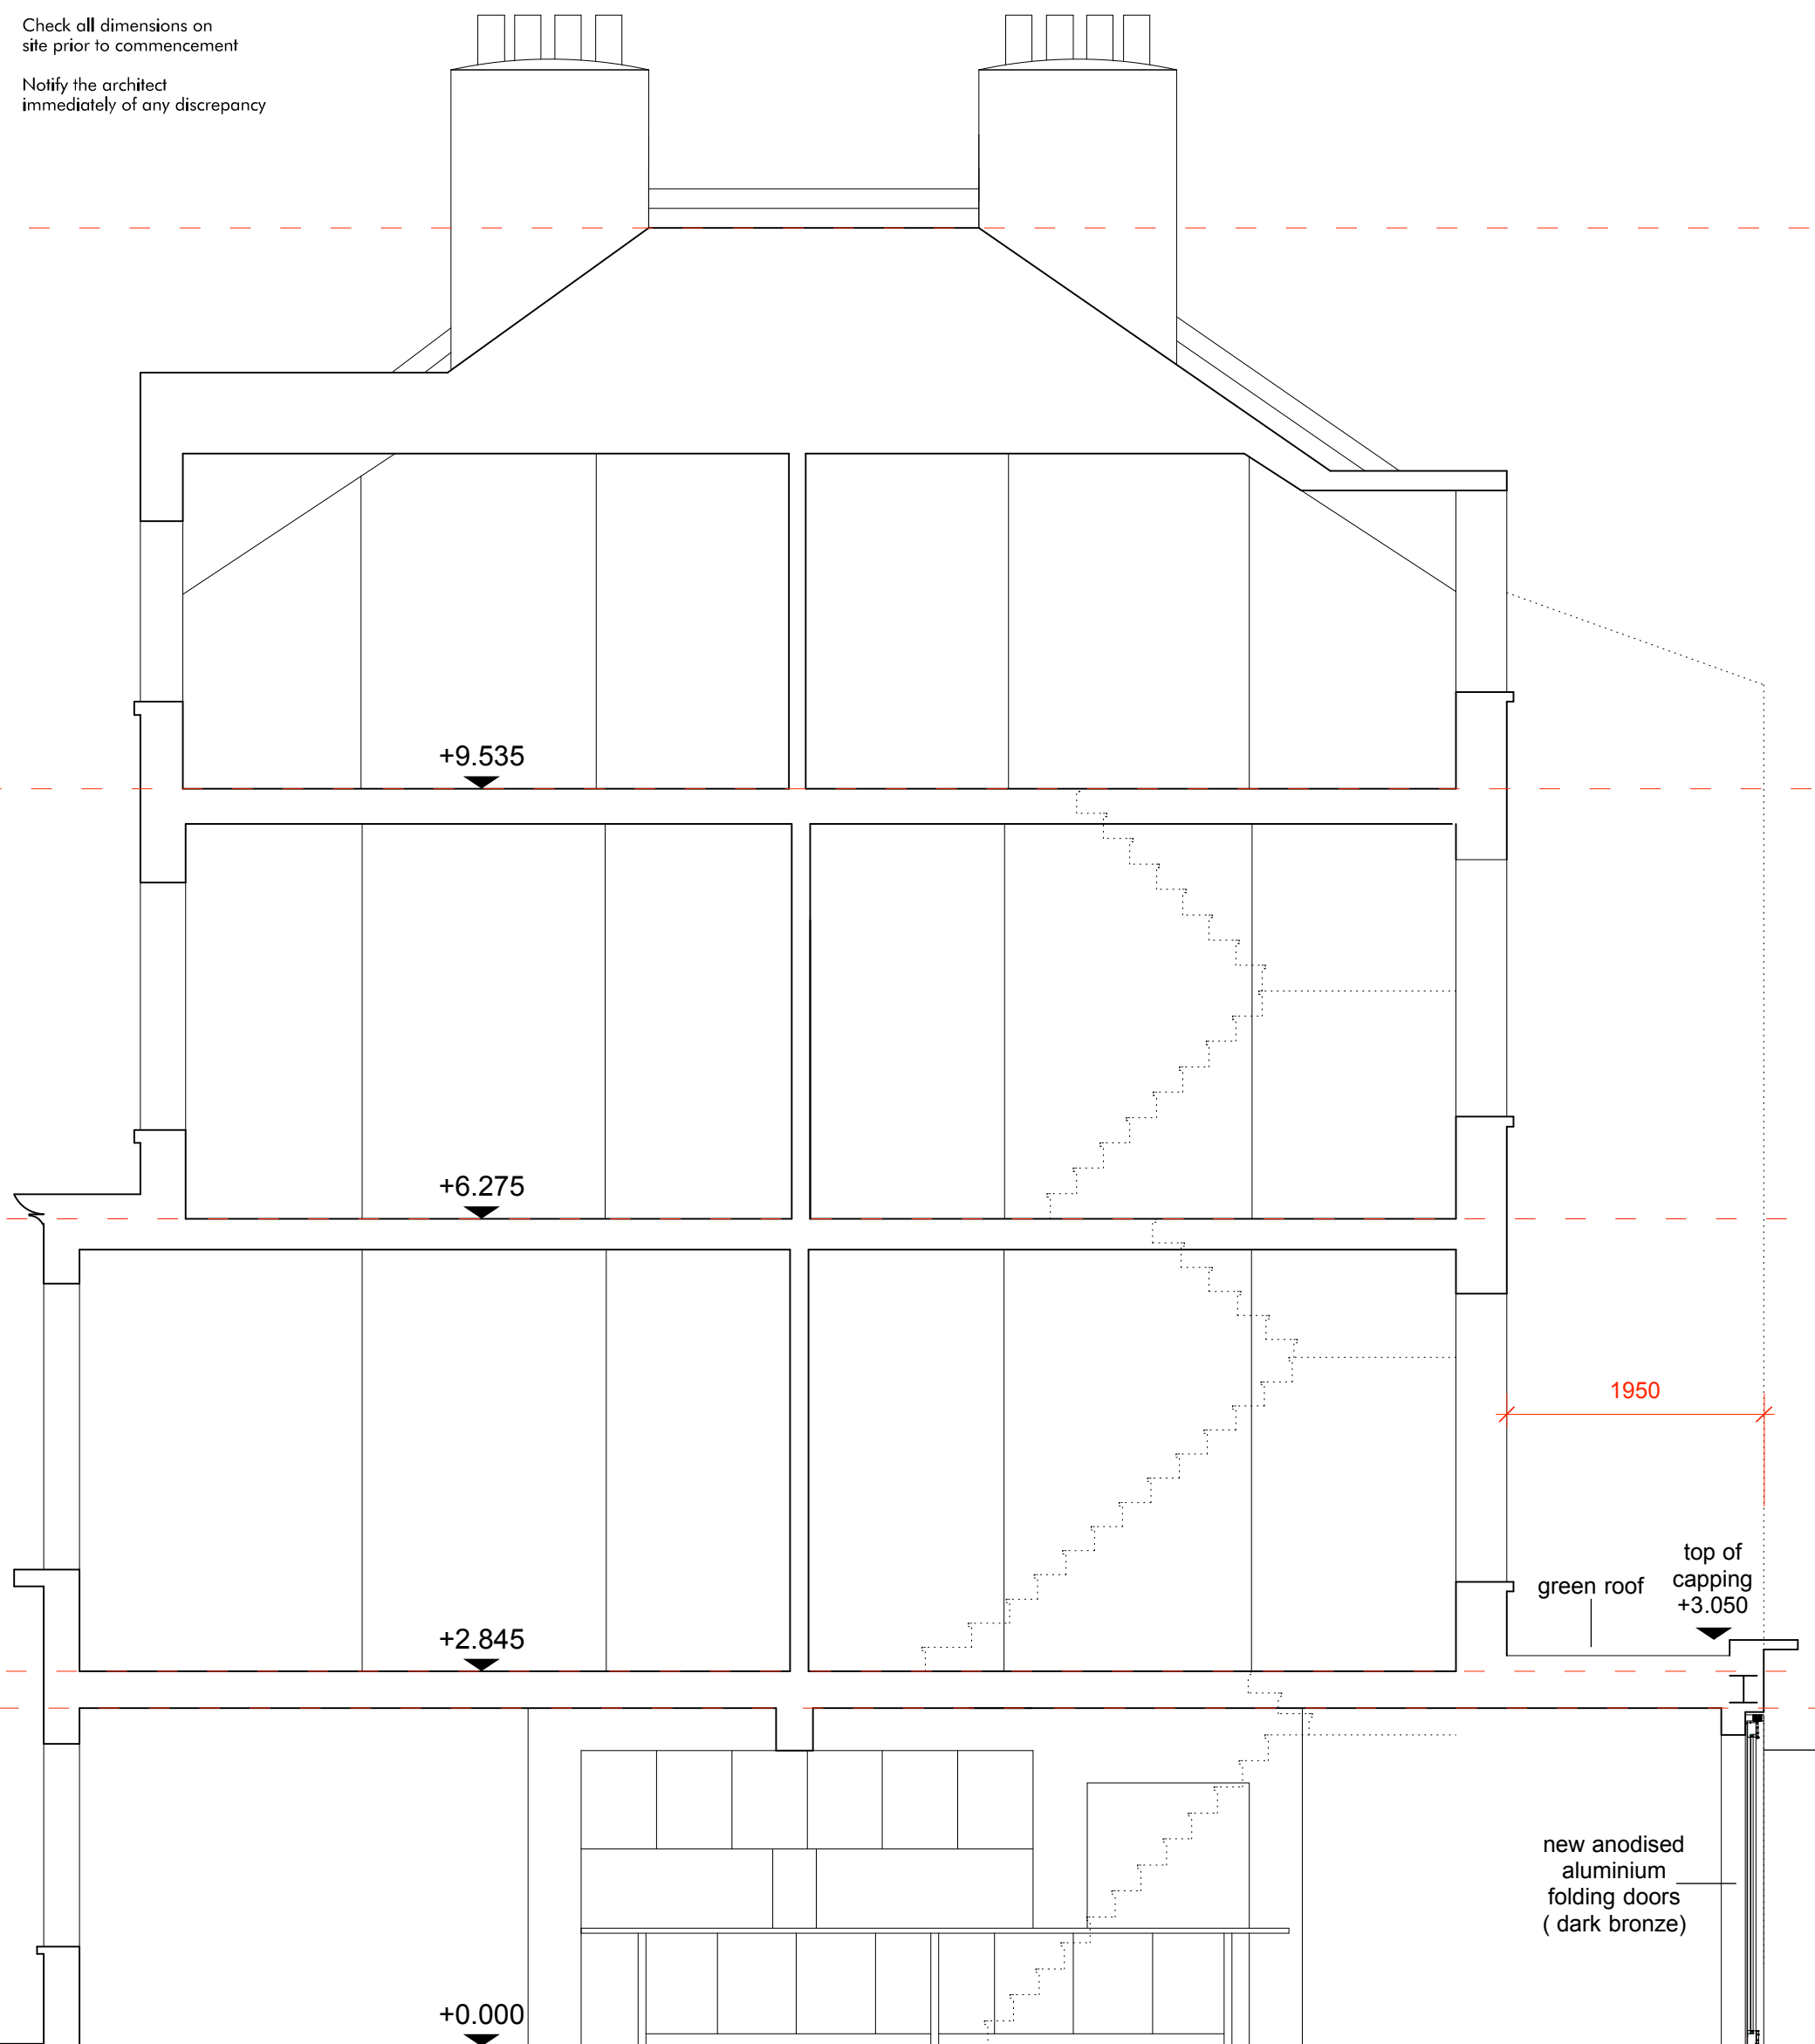 Check all dimensions on
site prior to commencement
Notify the architect
immediately of any discrepancy
+9.535
+6.275
1950
top of
capping
+3.050
green roof
+2.845
new anodised
aluminium
folding doors
( dark bronze)
+0.000